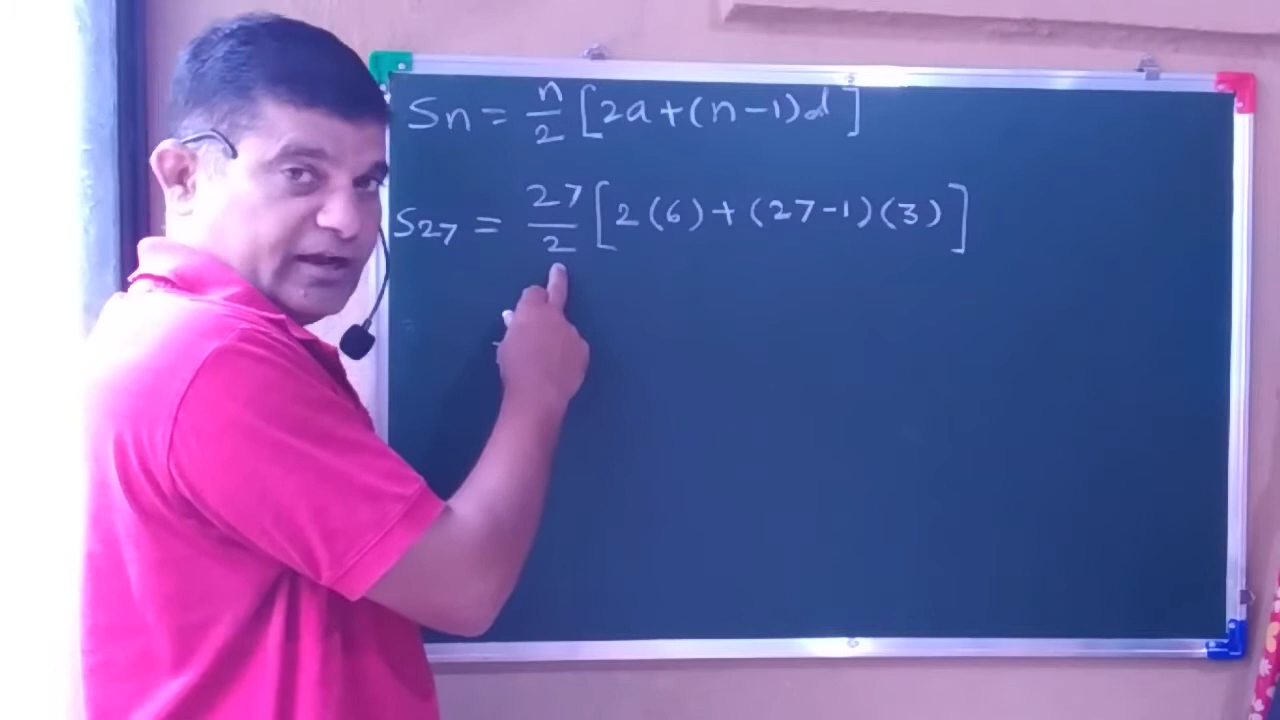 Sn = n/2 [2a+(n-1)d]
S27 = 27/2 [2(6)+(27-1)(3)]